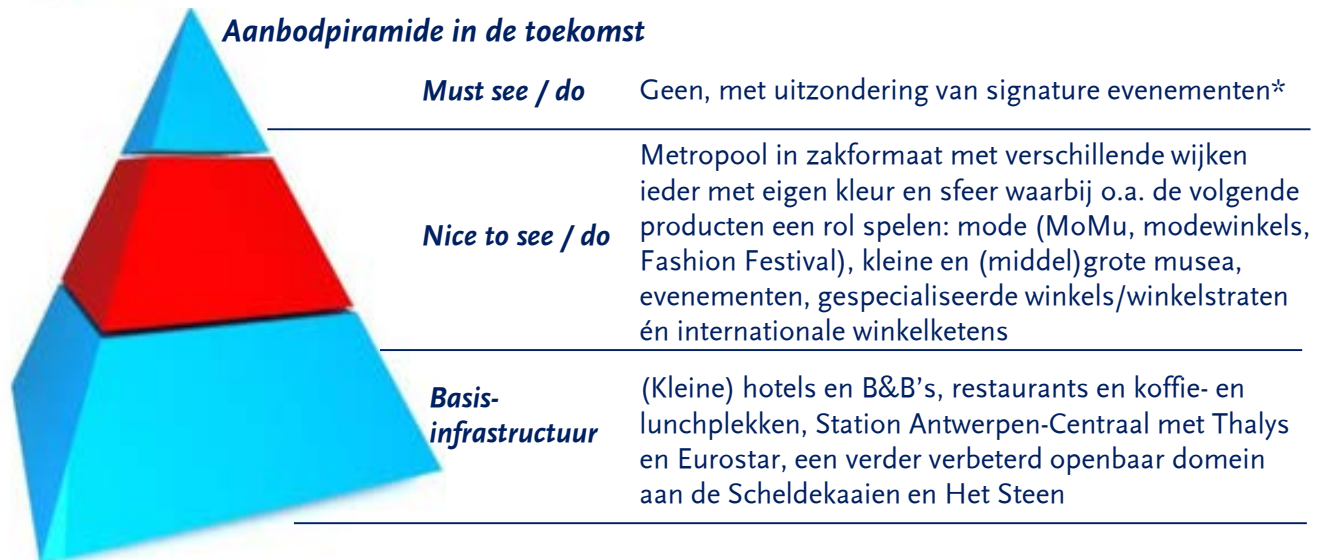 Aanbodpiramide in de toekomst
Must see / do
Geen, met uitzondering van signature evenementen*
Nice to see / do
Metropool in zakformaat met verschillende wijken
ieder met eigen kleur en sfeer waarbij o.a. de volgende
producten een rol spelen: mode (MoMu, modewinkels,
Fashion Festival), kleine en (middel)grote musea,
evenementen, gespecialiseerde winkels/winkelstraten
én internationale winkelketens
Basis-
infrastructuur
(Kleine) hotels en B&B’s, restaurants en koffie- en
lunchplekken, Station Antwerpen-Centraal met Thalys
en Eurostar, een verder verbeterd openbaar domein
aan de Scheldekaaien en Het Steen